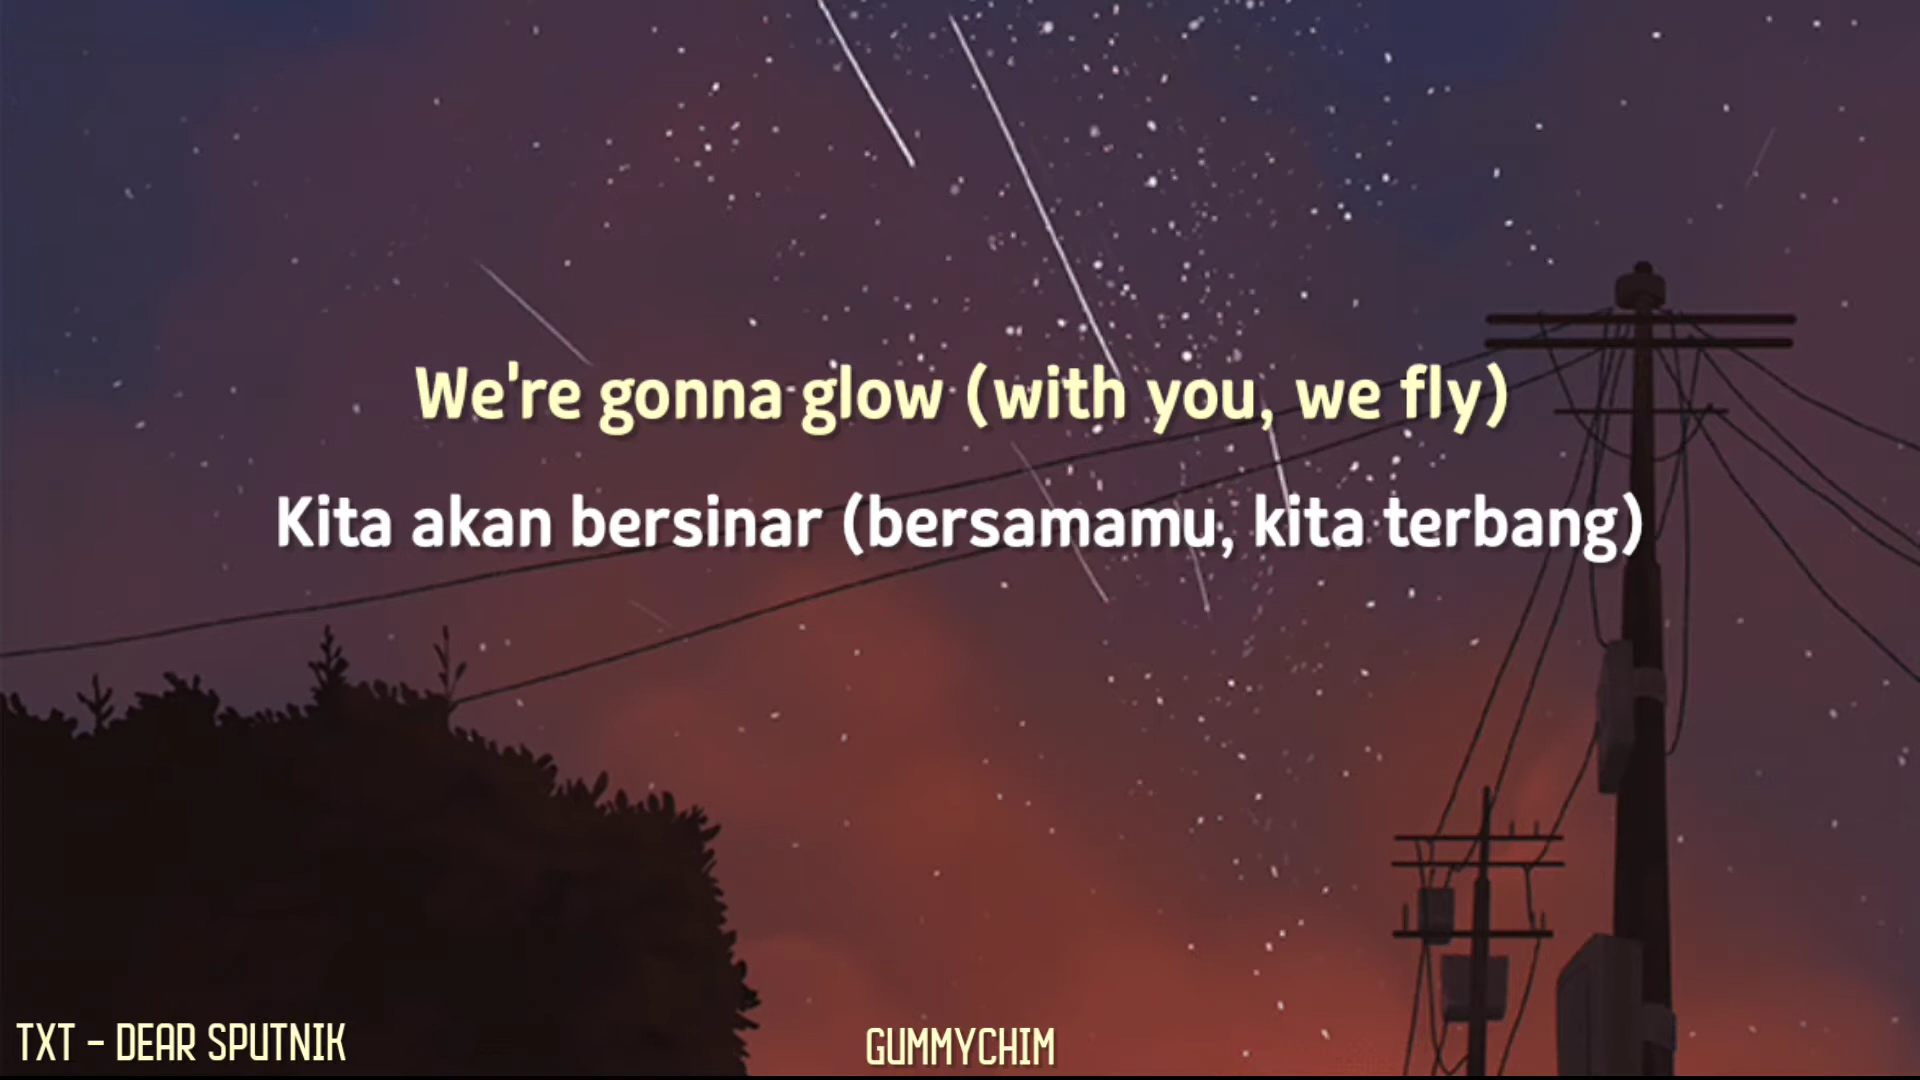 We're gonna glow (with you, we fly)
Kita akan bersinar (bersamamu, kita terbang)
TXT - DEAR SPUTNIK
GUMMYCHIM